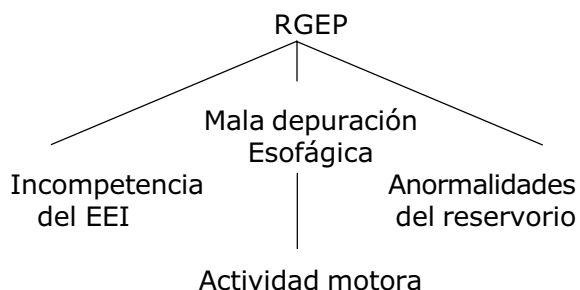 RGEP
Mala depuración
Esofágica
Incompetencia
del EEI
Anormalidades
del reservorio
Actividad motora